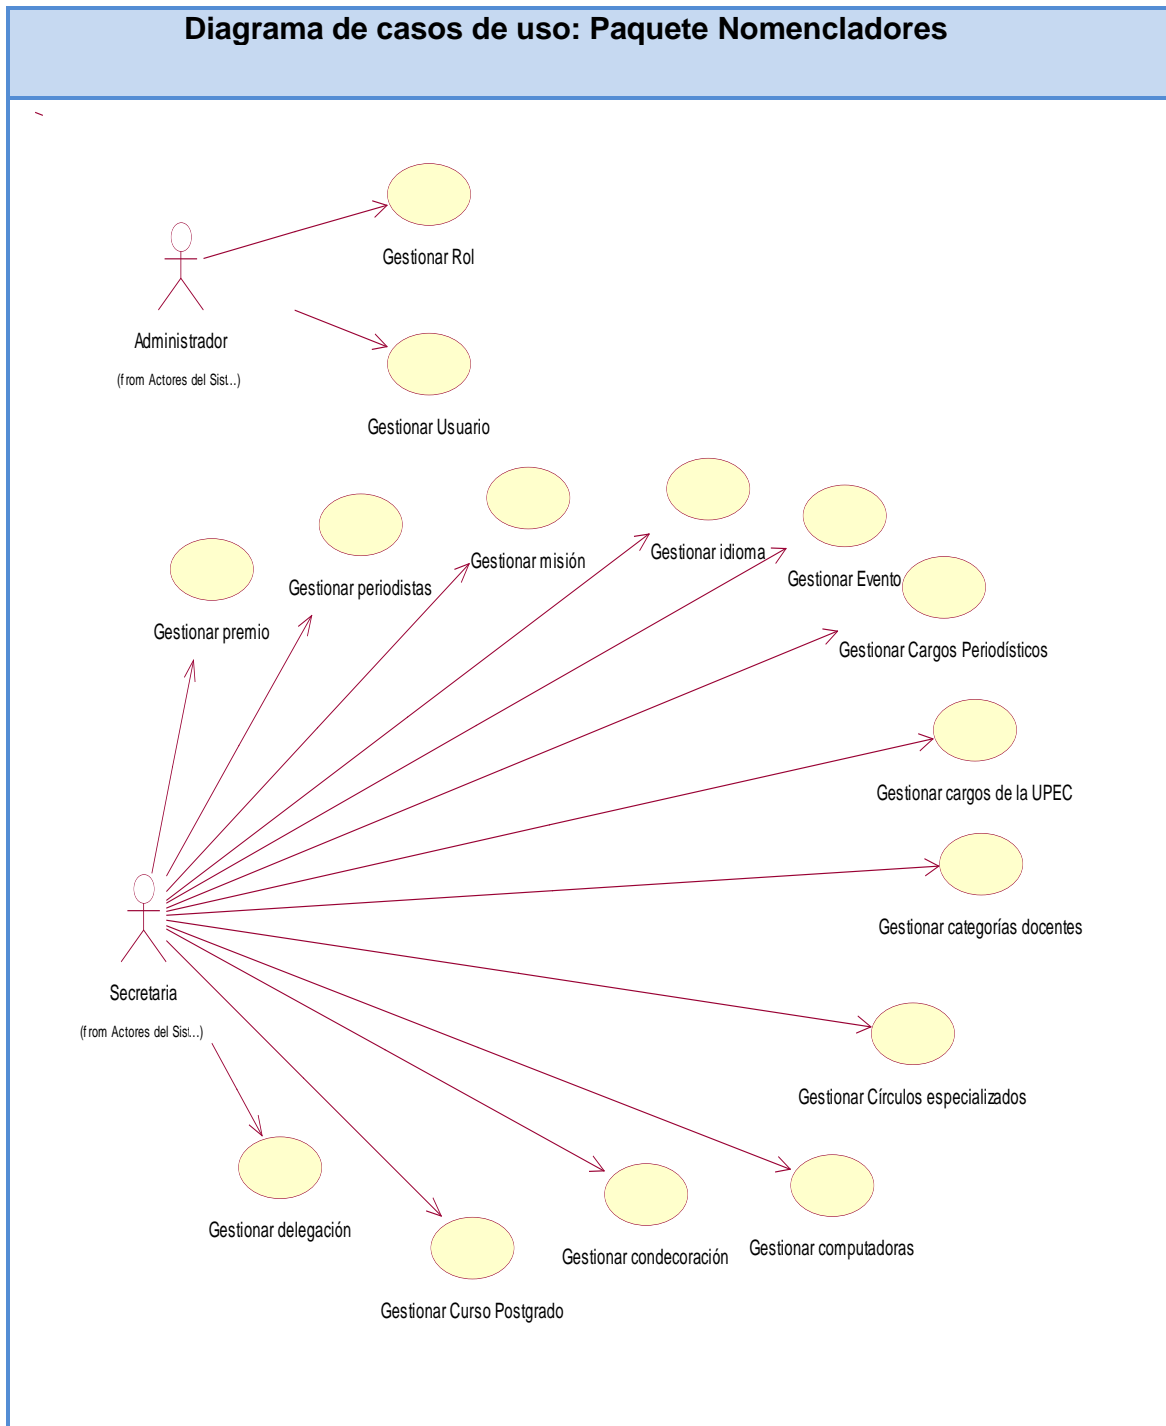 Diagrama de casos de uso: Paquete Nomencladores
Gestionar Rol
Administrador
(from Actores del Sist...)
Gestionar Usuario
Gestionar idioma
Gestionar misión
Gestionar Evento
Gestionar periodistas
Gestionar premio
Gestionar Cargos Periodísticos
Gestionar cargos de la UPEC
Gestionar categorías docentes
Secretaria
(from Actores del Sist...)
Gestionar Círculos especializados
Gestionar delegación
Gestionar computadoras
Gestionar condecoración
Gestionar Curso Postgrado